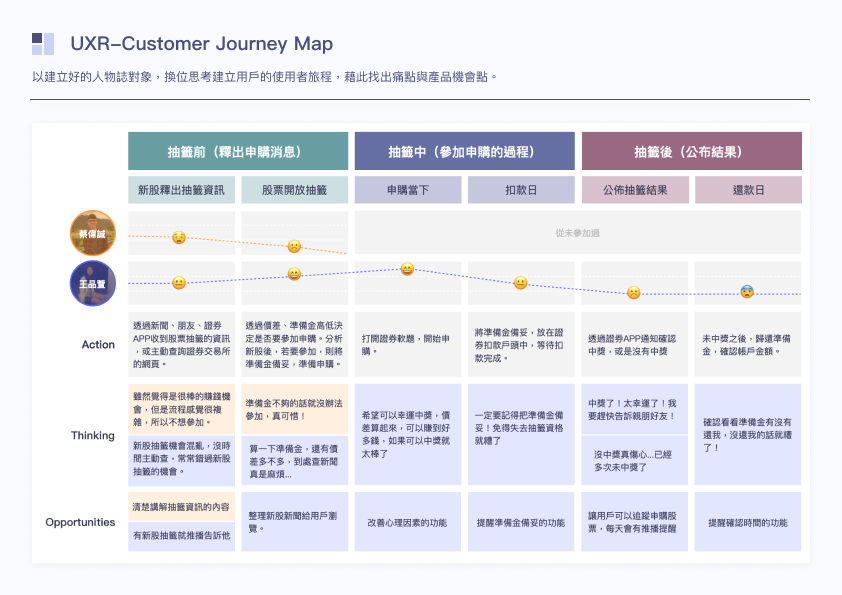 UXR–Customer Journey Map
以建立好的人物誌對象，換位思考建立用戶的使用者旅程，藉此找出痛點與產品機會點。
抽籤前（釋出申購消息）
抽籤中（參加申購的過程）
抽籤後（公布結果）
新股釋出抽籤資訊
股票開放抽籤
申購當下
扣款日
公佈抽籤結果
還款日
蔡偉誠
從未參加過
王品萱
Action
透過新聞、朋友、證券
APP收到股票抽籤的資訊
，或主動查詢證券交易所
的網頁。
透過價差、準備金高低決
定是否要參加申購。分析
新股後，若要參加，則將
準備金備妥，準備申購。
打開證券軟題，開始申
購。
將準備金備妥，放在證
券扣款戶頭中，等待扣
款完成。
透過證券APP通知確認
中獎，或是沒有中獎
未中獎之後，歸還準備
金，確認帳戶金額。
Thinking
雖然覺得是很棒的賺錢機
會，但是流程感覺很複
雜，所以不想參加。
新股抽籤機會混亂，沒時
間主動查，常常錯過新股
抽籤的機會。
準備金不夠的話就沒辦法
參加，真可惜！
算一下準備金，還有價
差多不多，到處查新聞
真是麻煩...
希望可以幸運中獎，價
差算起來，可以賺到好
多錢，如果可以中獎就
太棒了
一定要記得把準備金備
妥！免得失去抽籤資格
就糟了
中獎了！太幸運了！我
要趕快告訴親朋好友！
沒中獎真傷心...已經
多次未中獎了
確認看看準備金有沒有
還我，沒還我的話就糟
了！
Opportunities
清楚講解抽籤資訊的內容
有新股抽籤就推播告訴他
整理新股新聞給用戶瀏
覽。
改善心理因素的功能
提醒準備金備妥的功能
讓用戶可以追蹤申購股
票，每天會有推播提醒
提醒確認時間的功能